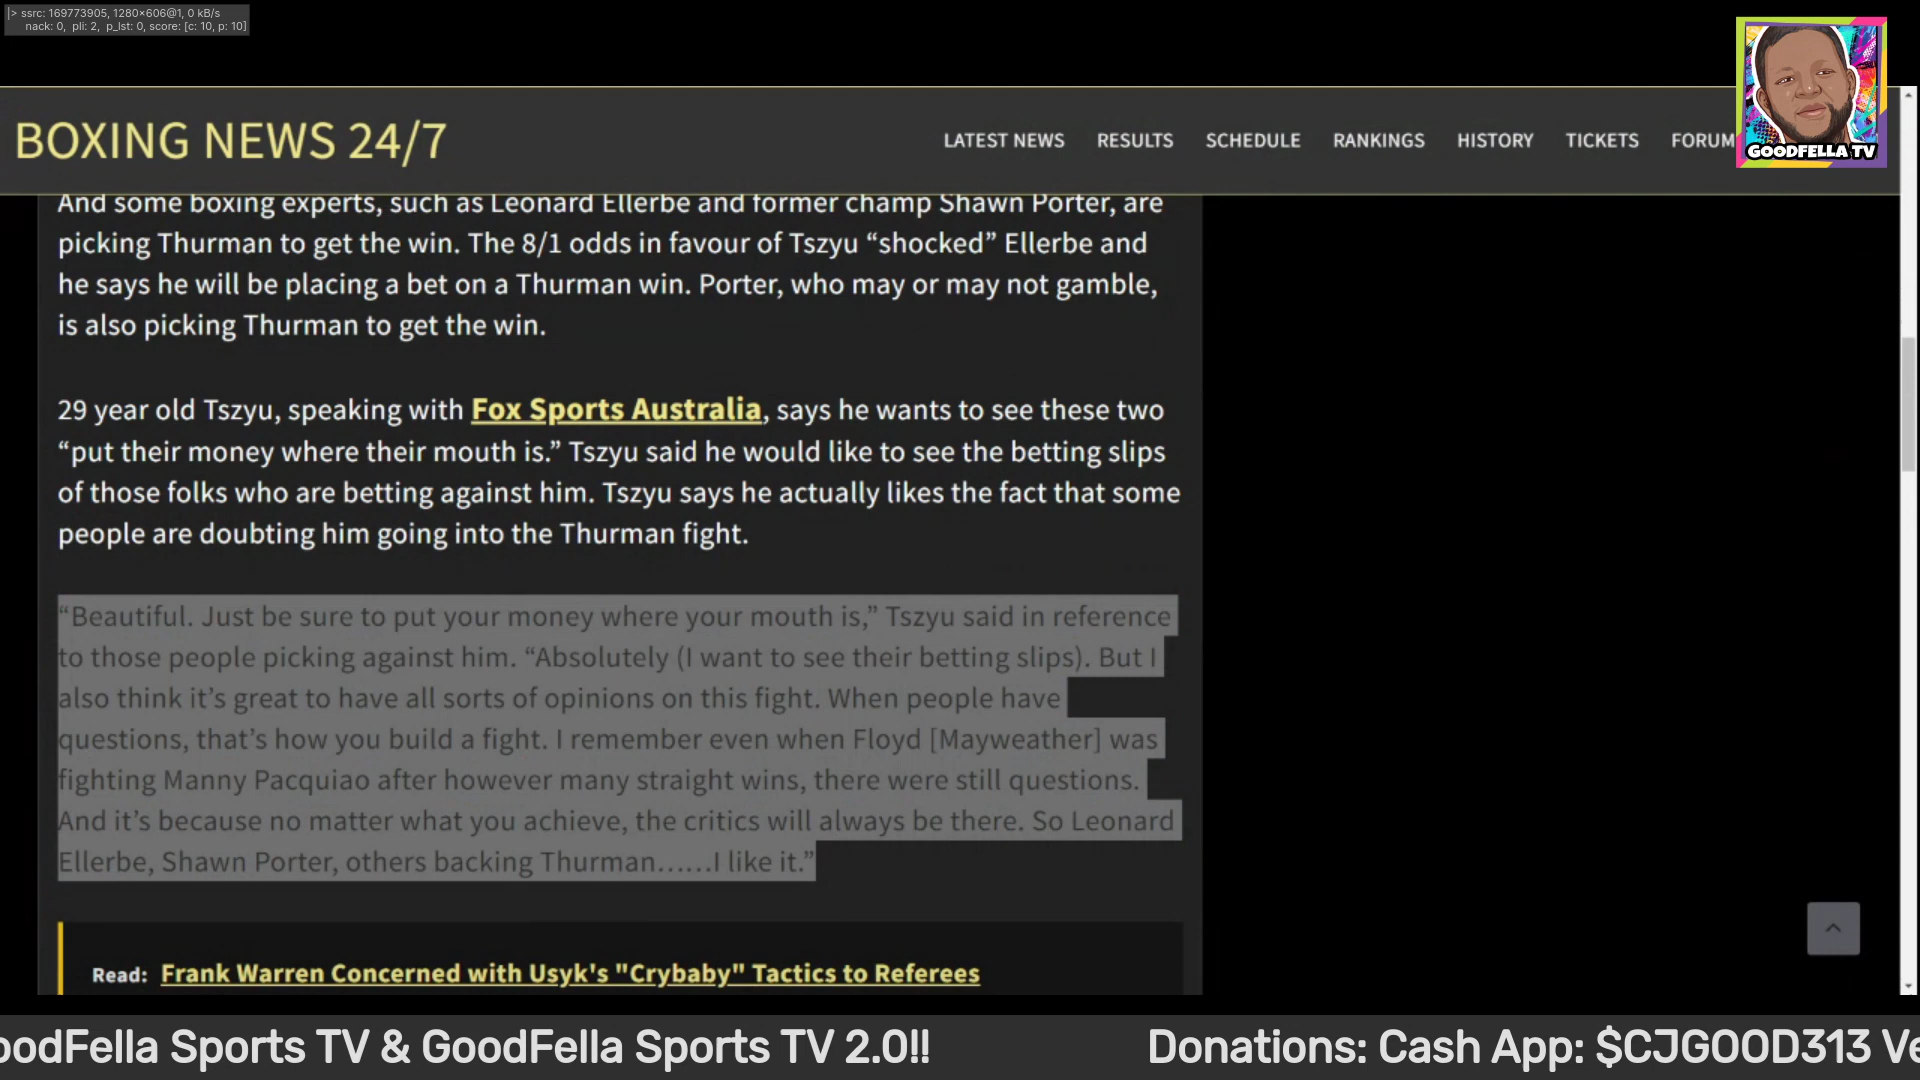 |> ssrc: 169773905, 1280×606@1, 0 kB/s
nack: 0, pli: 2, p_lst: 0, score: [c: 10, p: 10]
BOXING NEWS 24/7
LATEST NEWS RESULTS SCHEDULE RANKINGS HISTORY TICKETS FORUM
GOODFELLA TV
And some boxing experts, such as Leonard Ellerbe and former champ Shawn Porter, are
picking Thurman to get the win. The 8/1 odds in favour of Tszyu “shocked” Ellerbe and
he says he will be placing a bet on a Thurman win. Porter, who may or may not gamble,
is also picking Thurman to get the win.
29 year old Tszyu, speaking with Fox Sports Australia, says he wants to see these two
“put their money where their mouth is.” Tszyu said he would like to see the betting slips
of those folks who are betting against him. Tszyu says he actually likes the fact that some
people are doubting him going into the Thurman fight.
“Beautiful. Just be sure to put your money where your mouth is,” Tszyu said in reference
to those people picking against him. “Absolutely (I want to see their betting slips). But I
also think it’s great to have all sorts of opinions on this fight. When people have
questions, that’s how you build a fight. I remember even when Floyd [Mayweather] was
fighting Manny Pacquiao after however many straight wins, there were still questions.
And it’s because no matter what you achieve, the critics will always be there. So Leonard
Ellerbe, Shawn Porter, others backing Thurman……I like it.”
Read: Frank Warren Concerned with Usyk's "Crybaby" Tactics to Referees
oodFella Sports TV & GoodFella Sports TV 2.0!! Donations: Cash App: $CJGOOD313 Ve